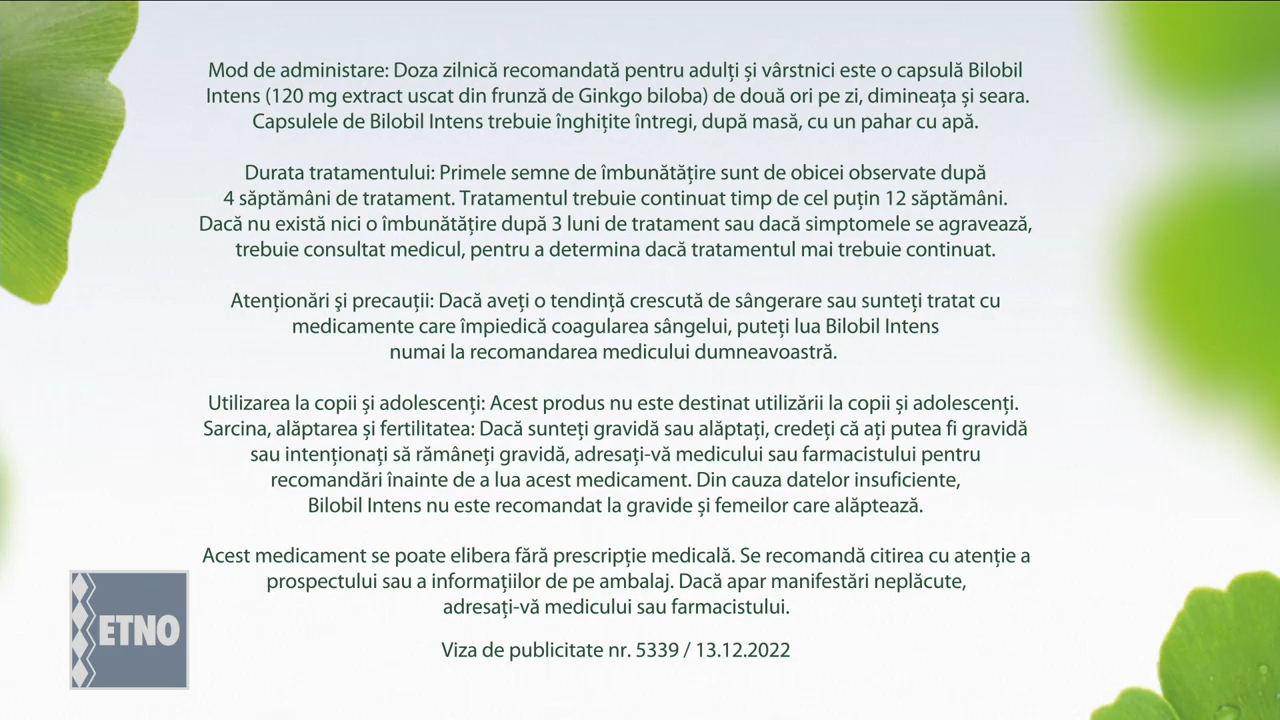 Mod de administare: Doza zilnică recomandată pentru adulți și vârstnici este o capsulă Bilobil
Intens (120 mg extract uscat din frunză de Ginkgo biloba) de două ori pe zi, dimineața și seara.
Capsulele de Bilobil Intens trebuie înghițite întregi, după masă, cu un pahar cu apă.
Durata tratamentului: Primele semne de îmbunătățire sunt de obicei observate după
4 săptămâni de tratament. Tratamentul trebuie continuat timp de cel puțin 12 săptămâni.
Dacă nu există nici o îmbunătățire după 3 luni de tratament sau dacă simptomele se agravează,
trebuie consultat medicul, pentru a determina dacă tratamentul mai trebuie continuat.
Atenționări şi precauții: Dacă aveți o tendință crescută de sângerare sau sunteți tratat cu
medicamente care împiedică coagularea sângelui, puteți lua Bilobil Intens
numai la recomandarea medicului dumneavoastră.
Utilizarea la copii și adolescenți: Acest produs nu este destinat utilizării la copii și adolescenți.
Sarcina, alăptarea și fertilitatea: Dacă sunteți gravidă sau alăptați, credeți că ați putea fi gravidă
sau intenționați să rămâneți gravidă, adresați-vă medicului sau farmacistului pentru
recomandări înainte de a lua acest medicament. Din cauza datelor insuficiente,
Bilobil Intens nu este recomandat la gravide și femeilor care alăptează.
Acest medicament se poate elibera fără prescripție medicală. Se recomandă citirea cu atenție a
prospectului sau a informațiilor de pe ambalaj. Dacă apar manifestări neplăcute,
adresați-vă medicului sau farmacistului.
ETNO
Viza de publicitate nr. 5339 / 13.12.2022